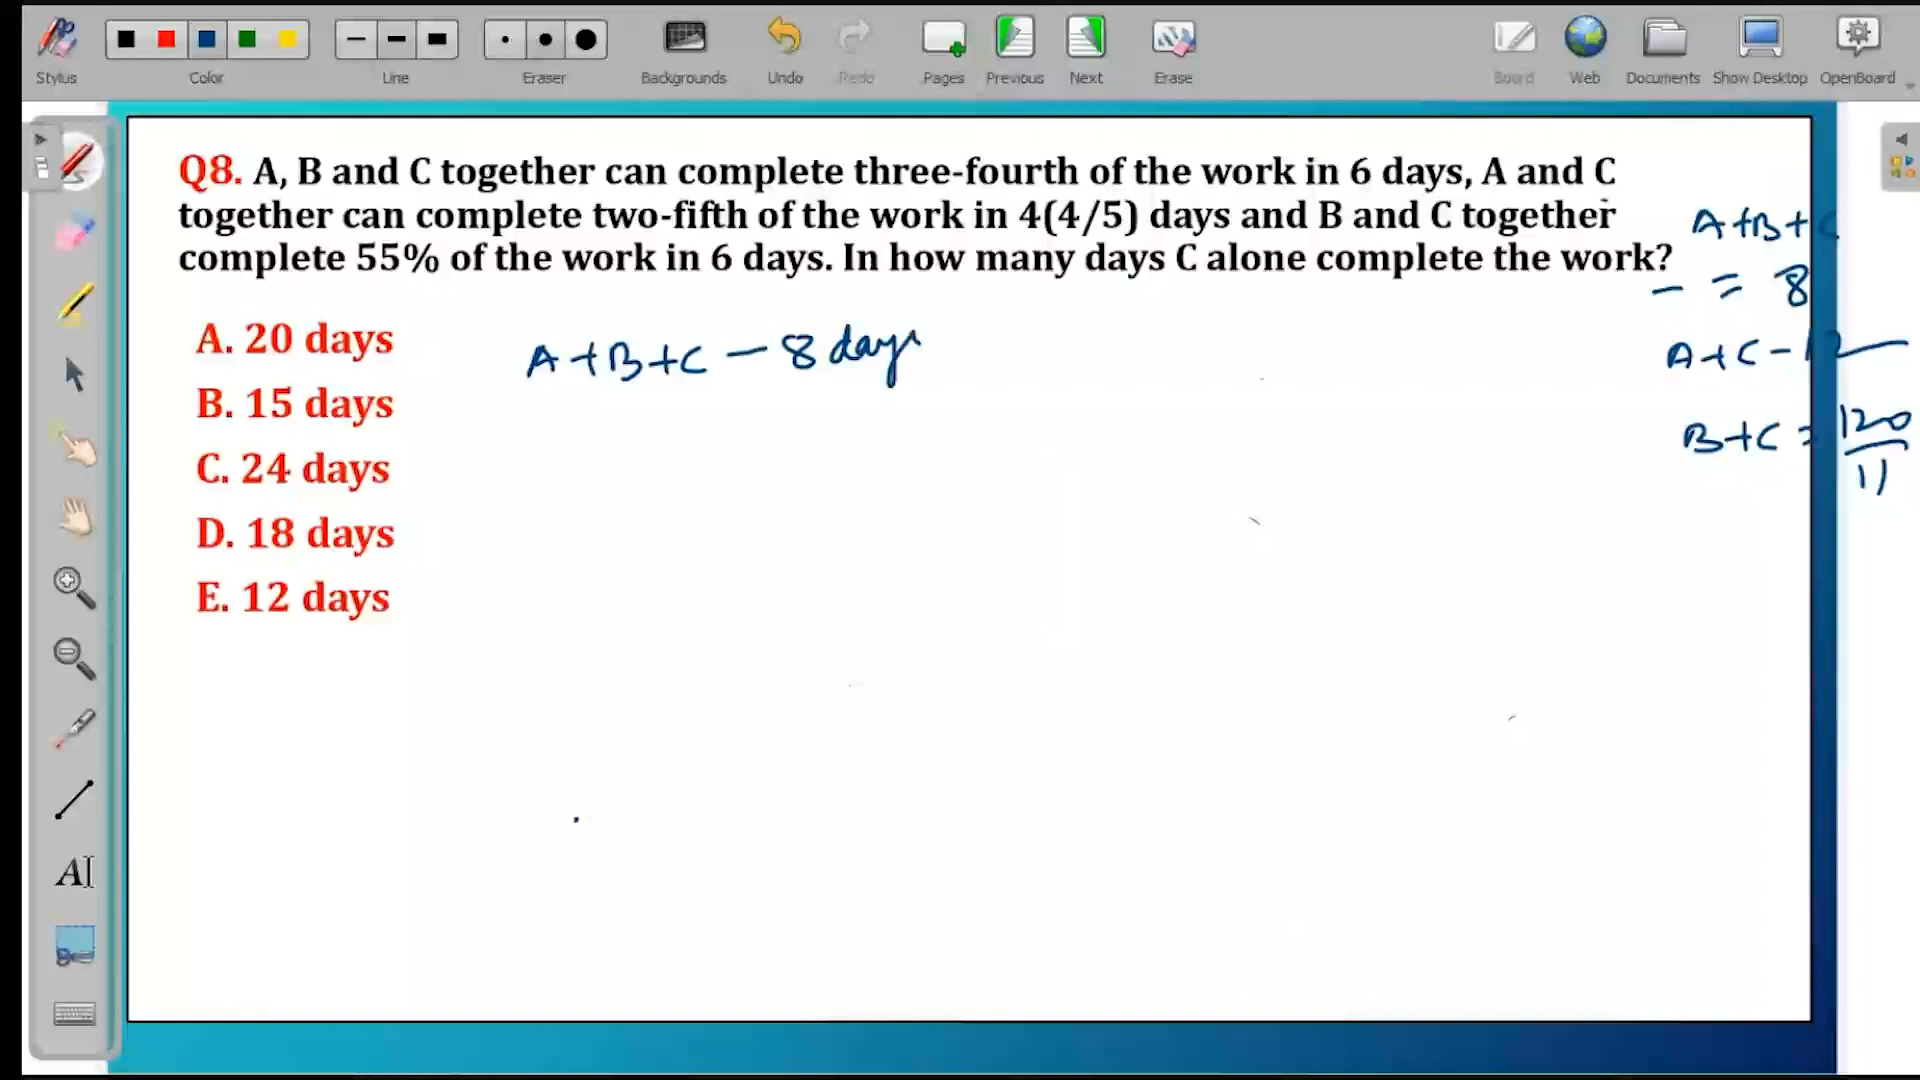 Stylus Color Line Eraser Backgrounds Undo Redo Pages Previous Next Erase Board Web Documents Show Desktop OpenBoard
Q8. A, B and C together can complete three-fourth of the work in 6 days, A and C
together can complete two-fifth of the work in 4(4/5) days and B and C together
complete 55% of the work in 6 days. In how many days C alone complete the work?
A. 20 days
B. 15 days
C. 24 days
D. 18 days
E. 12 days
A+B+C — 8 days
A+B+C
— = 8
A+C - 12
B+C = 120/11
AI